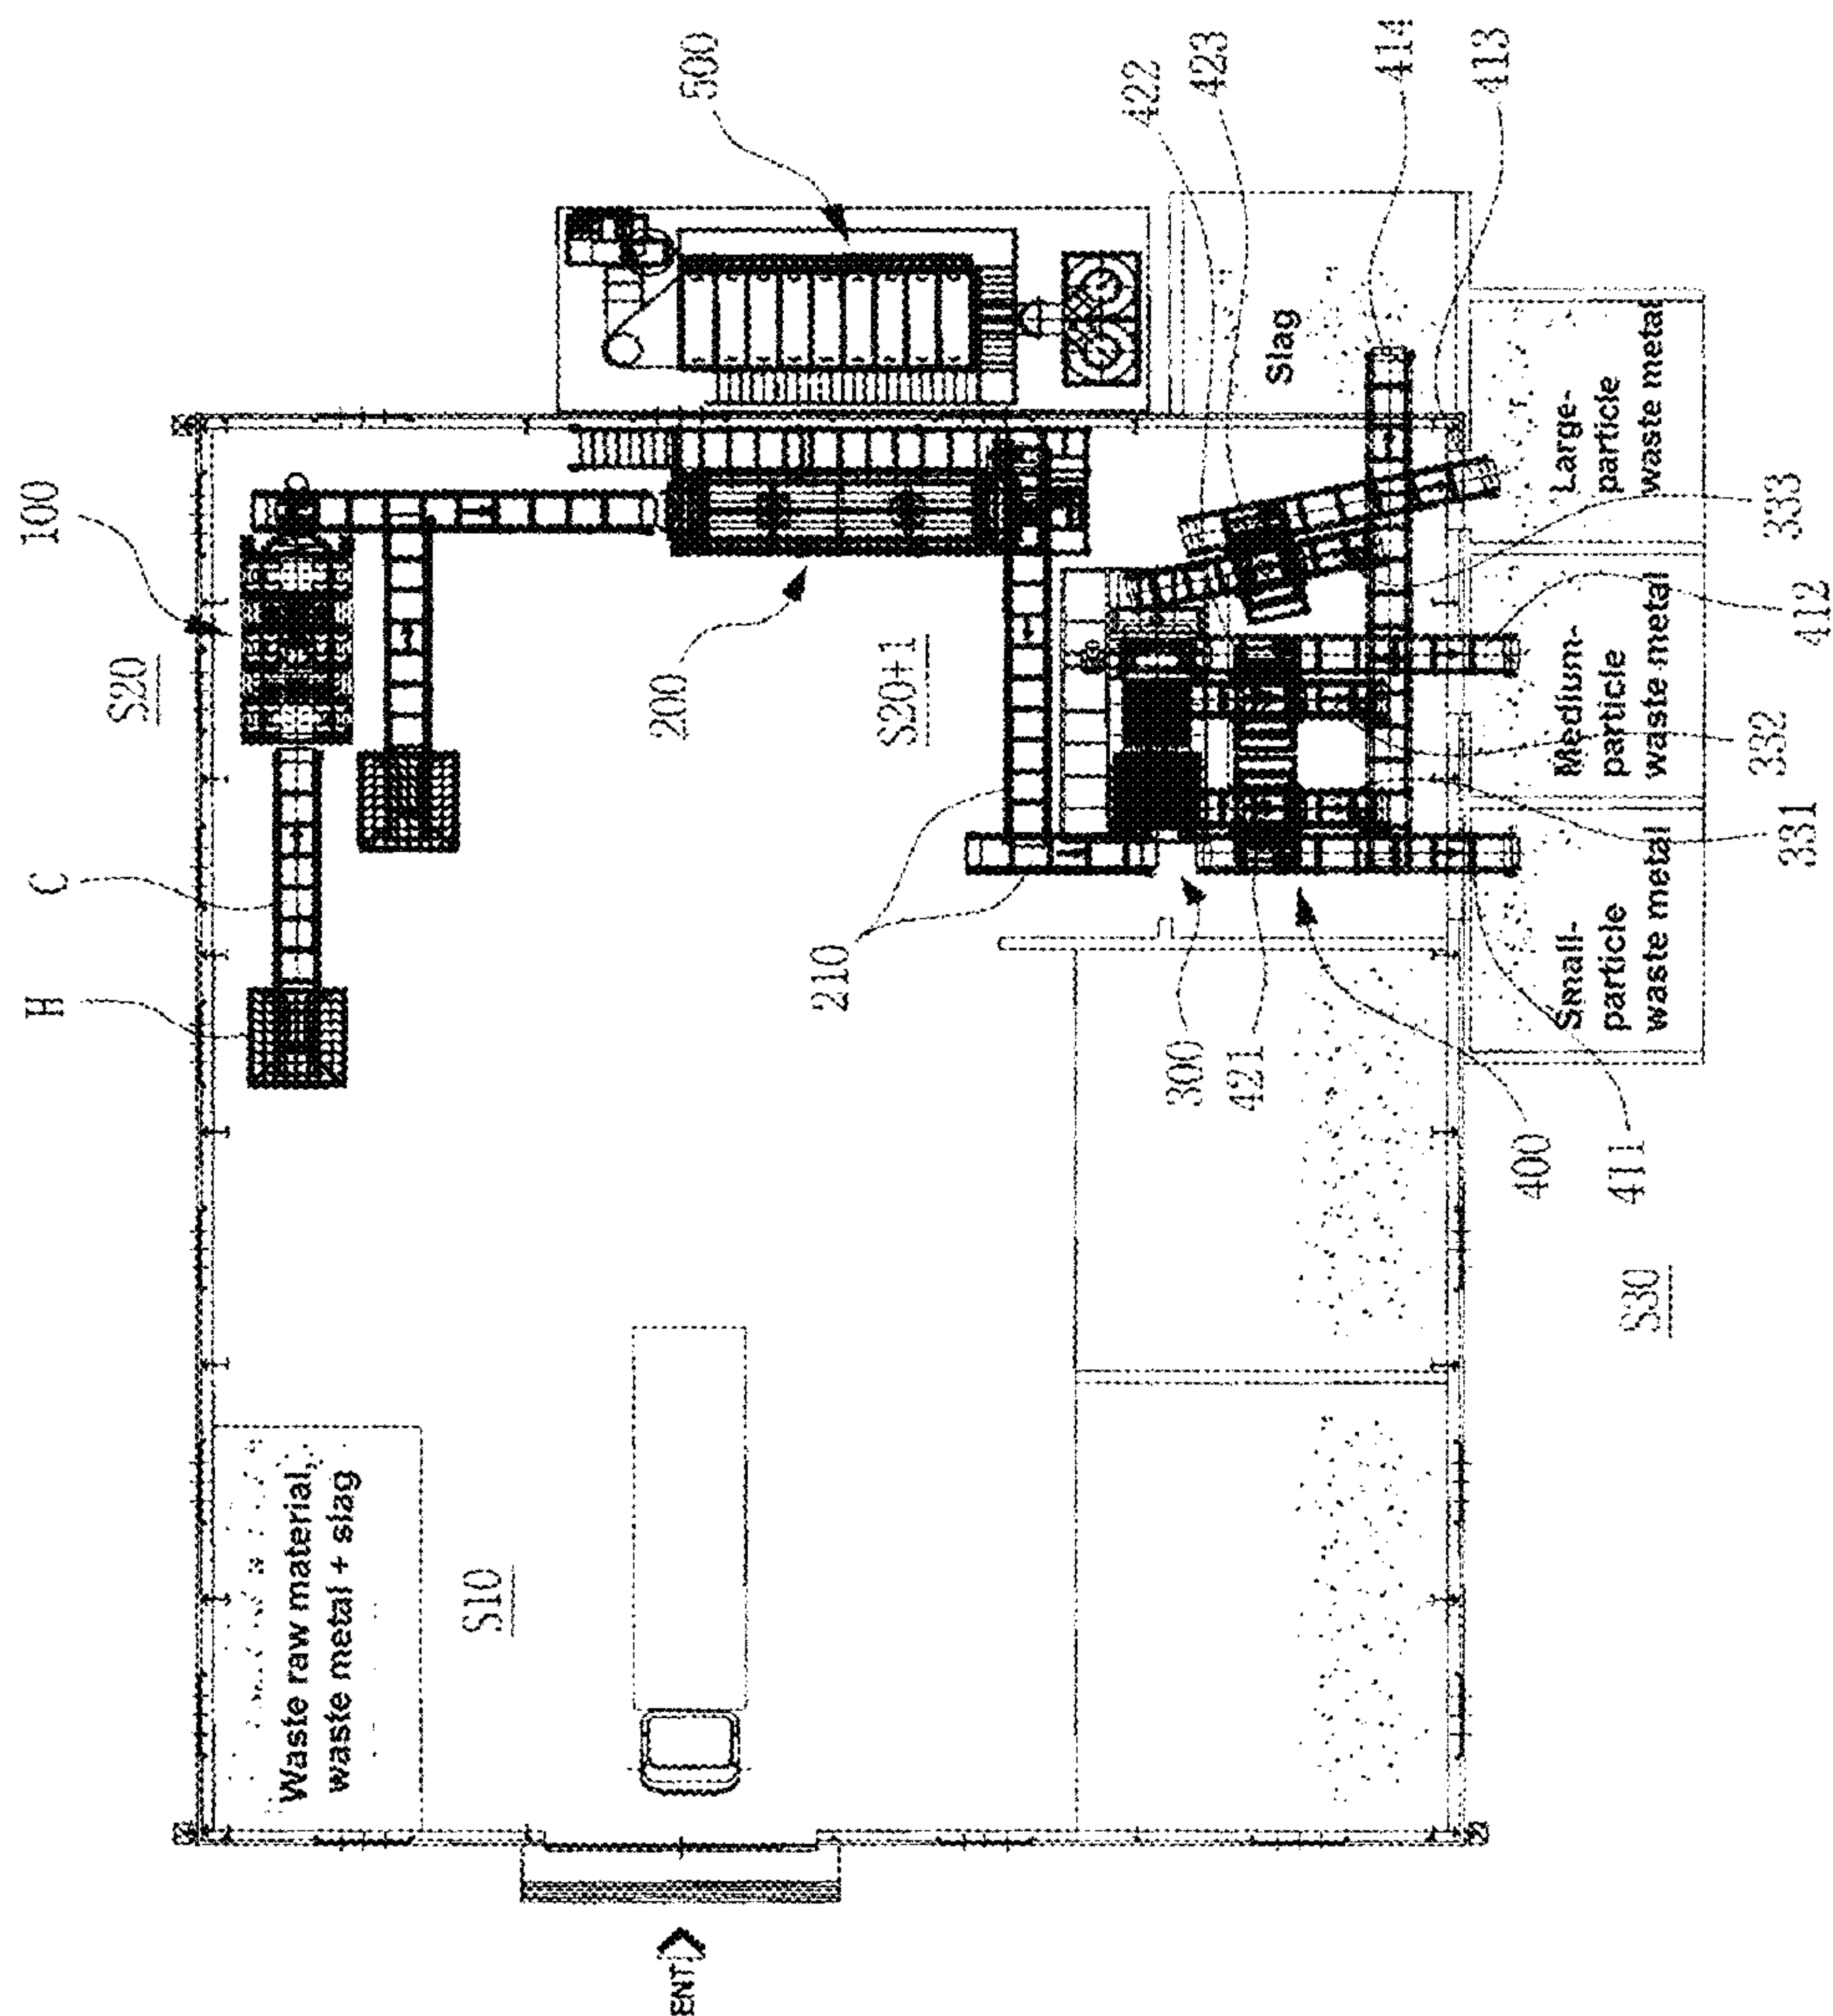 ENT
Waste raw material,
waste metal + slag
S10
H
C
S20
100
200
S20+1
210
500
300
421
400
411
S30
331
332
412
333
413
414
423
422
Slag
Large-
particle
waste metal
Medium-
particle
waste metal
Small-
particle
waste metal